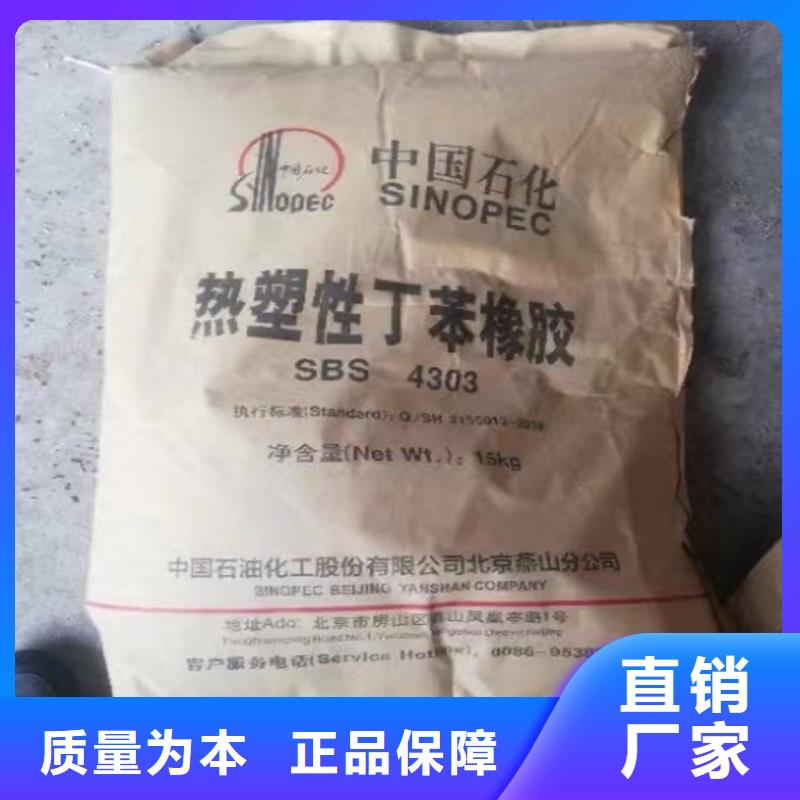 中国石化
SINOPEC
中国石化
SINOPEC
热塑性丁苯橡胶
SBS 4303
执行标准(Standard): Q/SH
净含量(Net Wt.): 15kg
中国石油化工股份有限公司北京燕山分公司
SINOPEC BEIJING YANSHAN COMPANY
地址Add: 北京市房山区燕山凤凰亭路1号
客户服务电话(Service Hotline), 0086-9538
直销
厂家
质量为本 正品保障